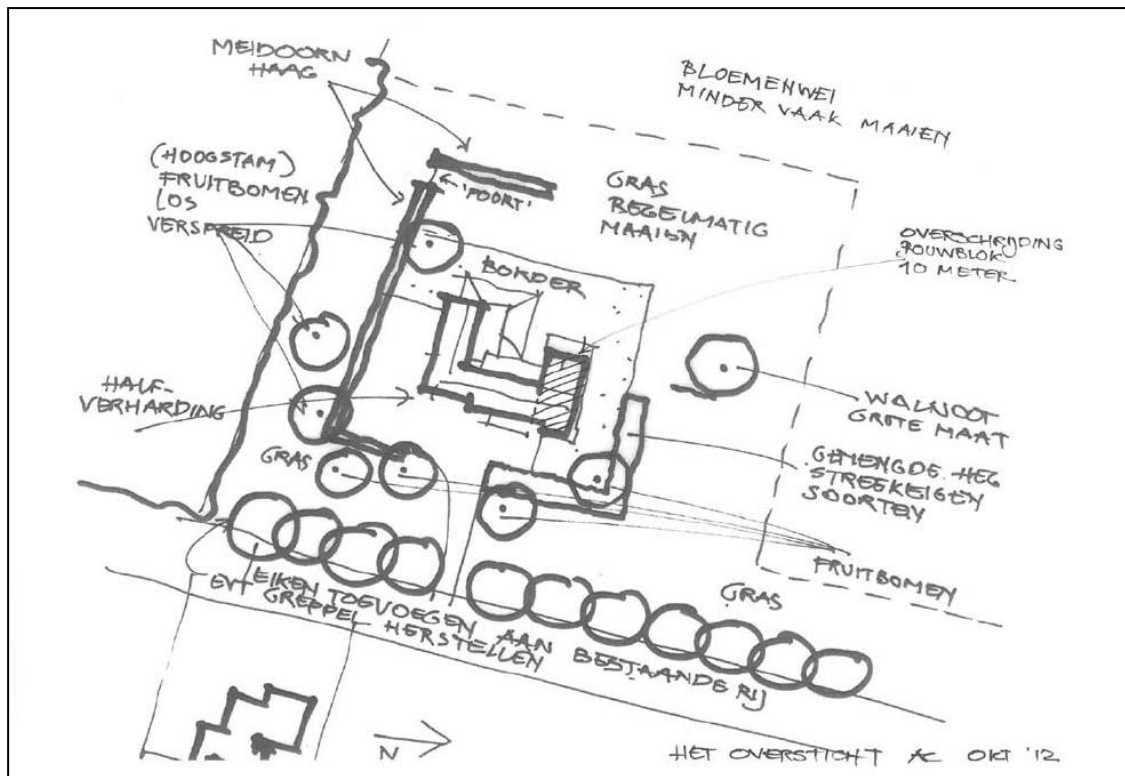 MEIDOORN
HAAG
BLOEMENWEI
MINDER VAAK MAAIEN
(HOOGSTAM)
FRUITBOMEN
LOS
VERSPREID
'POORT'
GRAS
REGELMATIG
MAAIEN
OVERSCHRIJDING
BOUWBLOK
10 METER
BORDER
HALF-
VERHARDING
WALNOOT
GROTE MAAT
GRAS
GEMENGDE HEG
STREEKEIGEN
SOORTEN
FRUITBOMEN
GRAS
EVT EIKEN TOEVOEGEN AAN BESTAANDE RIJ
GREPPEL HERSTELLEN
N
HET OVERSTICHT AC OKT '12